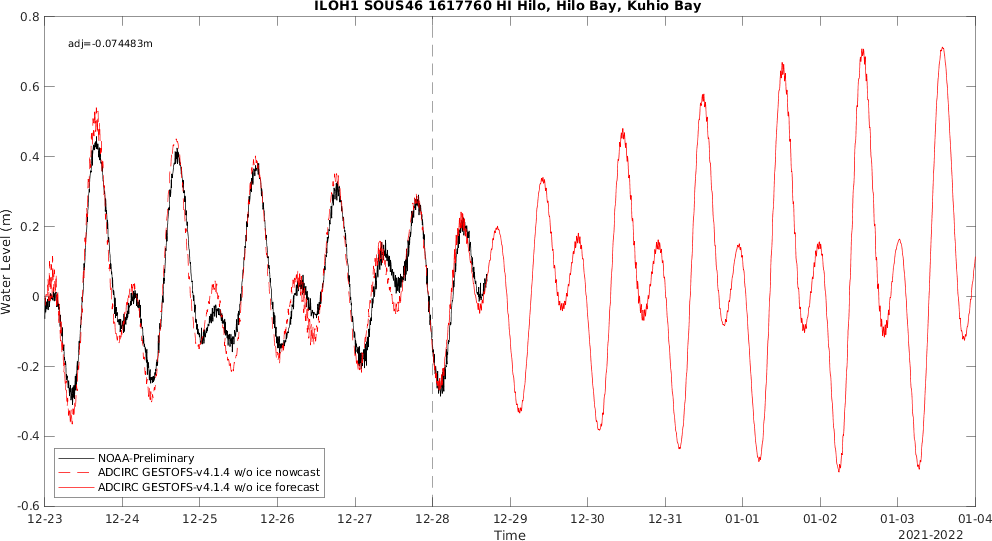 ILOH1 SOUS46 1617760 HI Hilo, Hilo Bay, Kuhio Bay
adj=-0.074483m
0.8
0.6
0.4
0.2
0
-0.2
-0.4
-0.6
Water Level (m)
NOAA-Preliminary
ADCIRC GESTOFS-v4.1.4 w/o ice nowcast
ADCIRC GESTOFS-v4.1.4 w/o ice forecast
12-23 12-24 12-25 12-26 12-27 12-28 12-29 12-30 12-31 01-01 01-02 01-03 01-04
Time
2021-2022